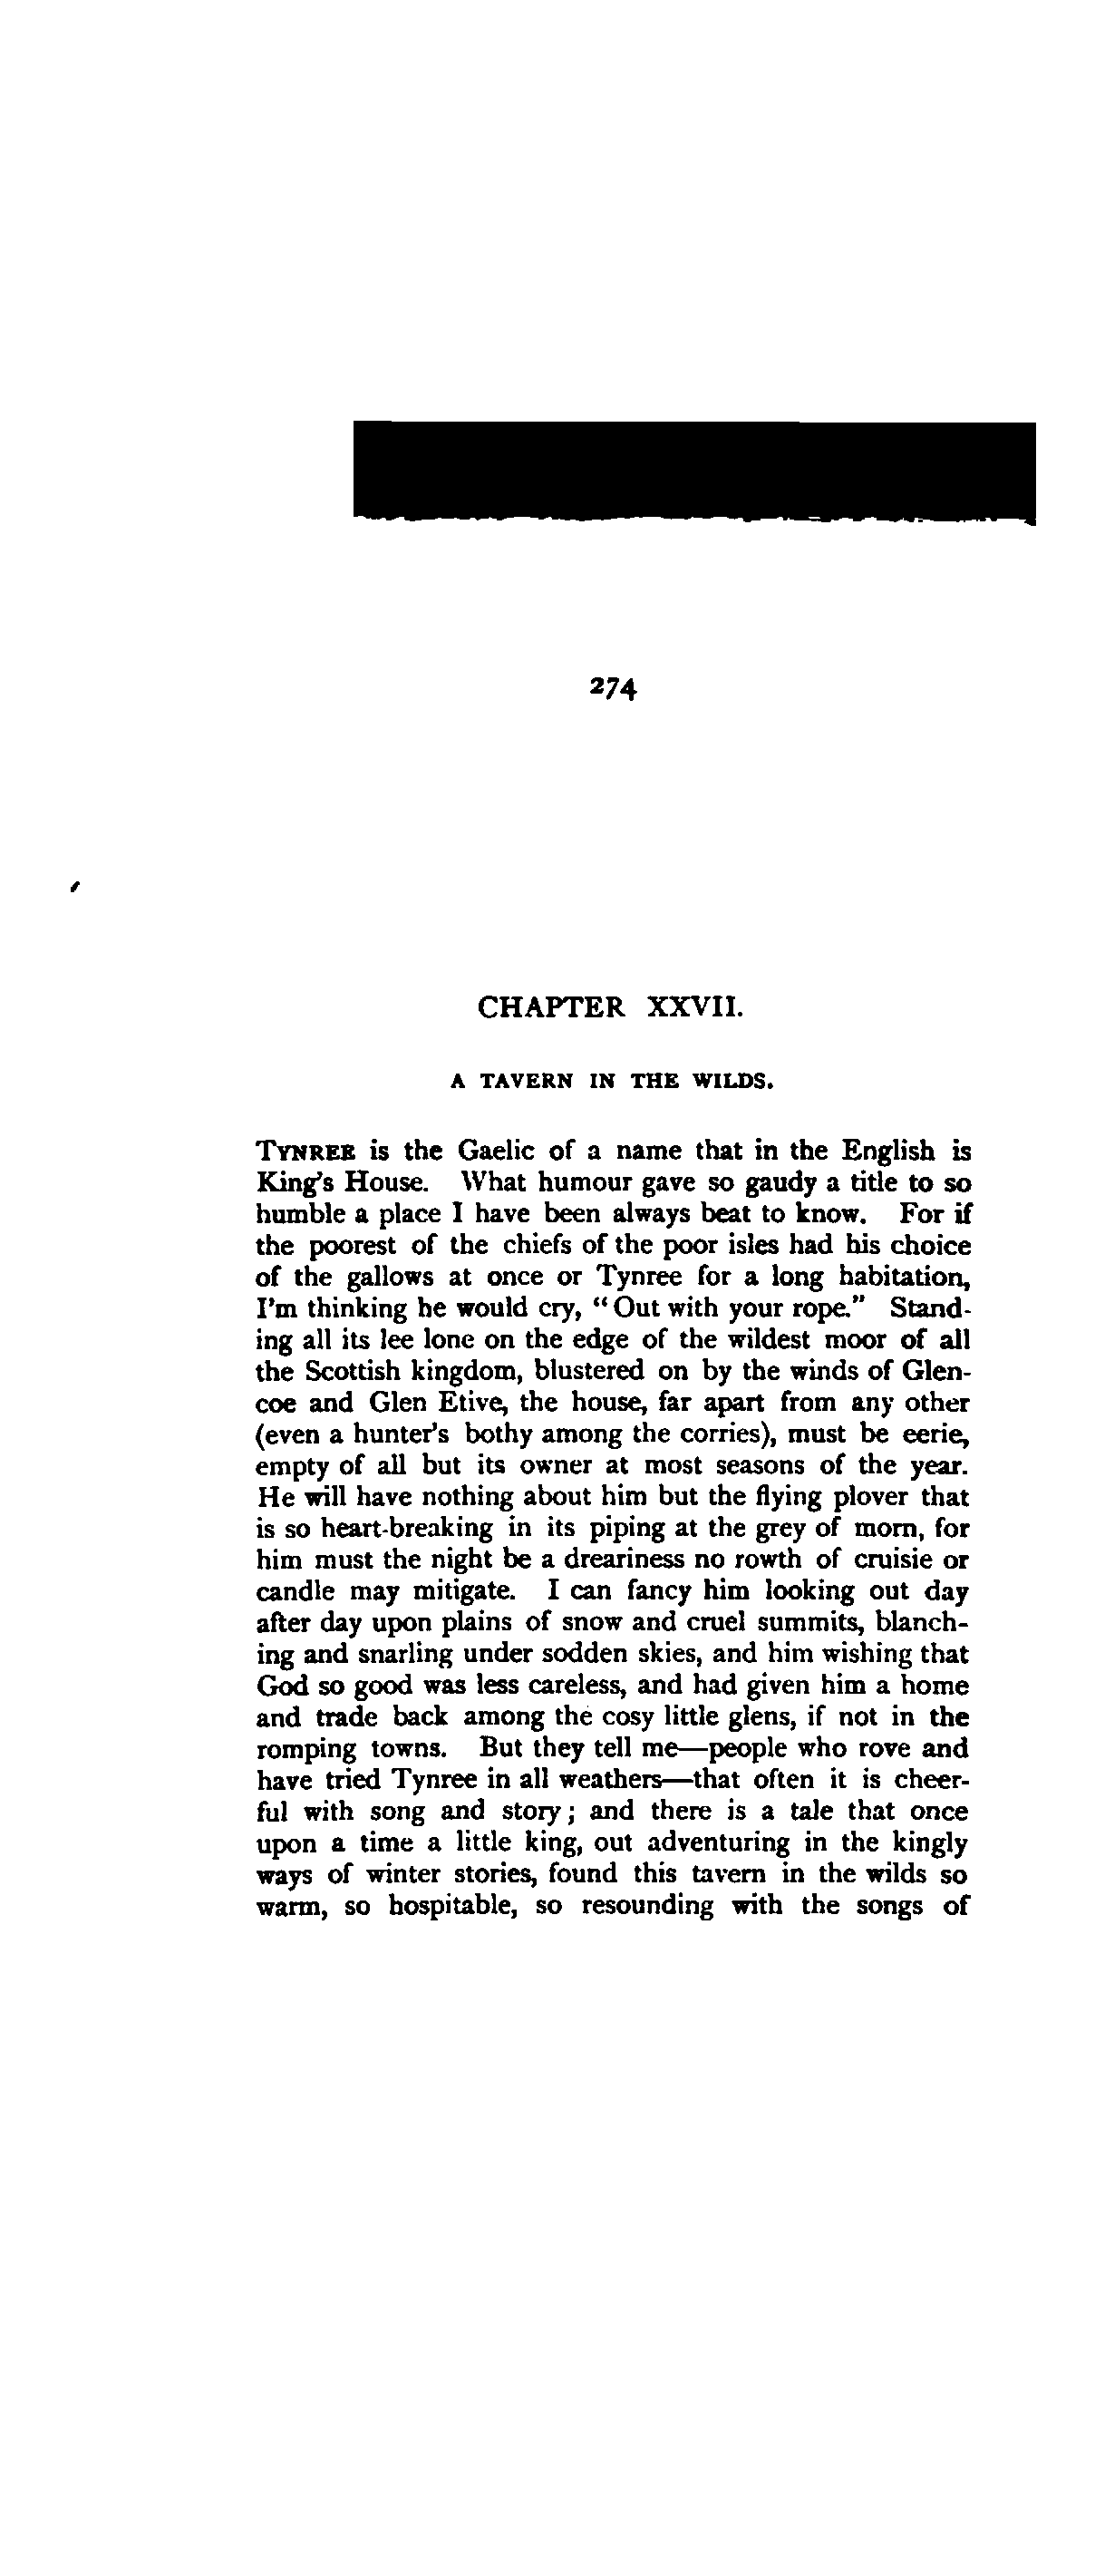 274
CHAPTER XXVII.
A TAVERN IN THE WILDS.
TYNREE is the Gaelic of a name that in the English is
King's House. What humour gave so gaudy a title to so
humble a place I have been always beat to know. For if
the poorest of the chiefs of the poor isles had his choice
of the gallows at once or Tynree for a long habitation,
I'm thinking he would cry, "Out with your rope." Stand-
ing all its lee lone on the edge of the wildest moor of all
the Scottish kingdom, blustered on by the winds of Glen-
coe and Glen Etive, the house, far apart from any other
(even a hunter's bothy among the corries), must be eerie,
empty of all but its owner at most seasons of the year.
He will have nothing about him but the flying plover that
is so heart-breaking in its piping at the grey of morn, for
him must the night be a dreariness no rowth of cruisie or
candle may mitigate. I can fancy him looking out day
after day upon plains of snow and cruel summits, blanch-
ing and snarling under sodden skies, and him wishing that
God so good was less careless, and had given him a home
and trade back among the cosy little glens, if not in the
romping towns. But they tell me—people who rove and
have tried Tynree in all weathers—that often it is cheer-
ful with song and story; and there is a tale that once
upon a time a little king, out adventuring in the kingly
ways of winter stories, found this tavern in the wilds so
warm, so hospitable, so resounding with the songs of